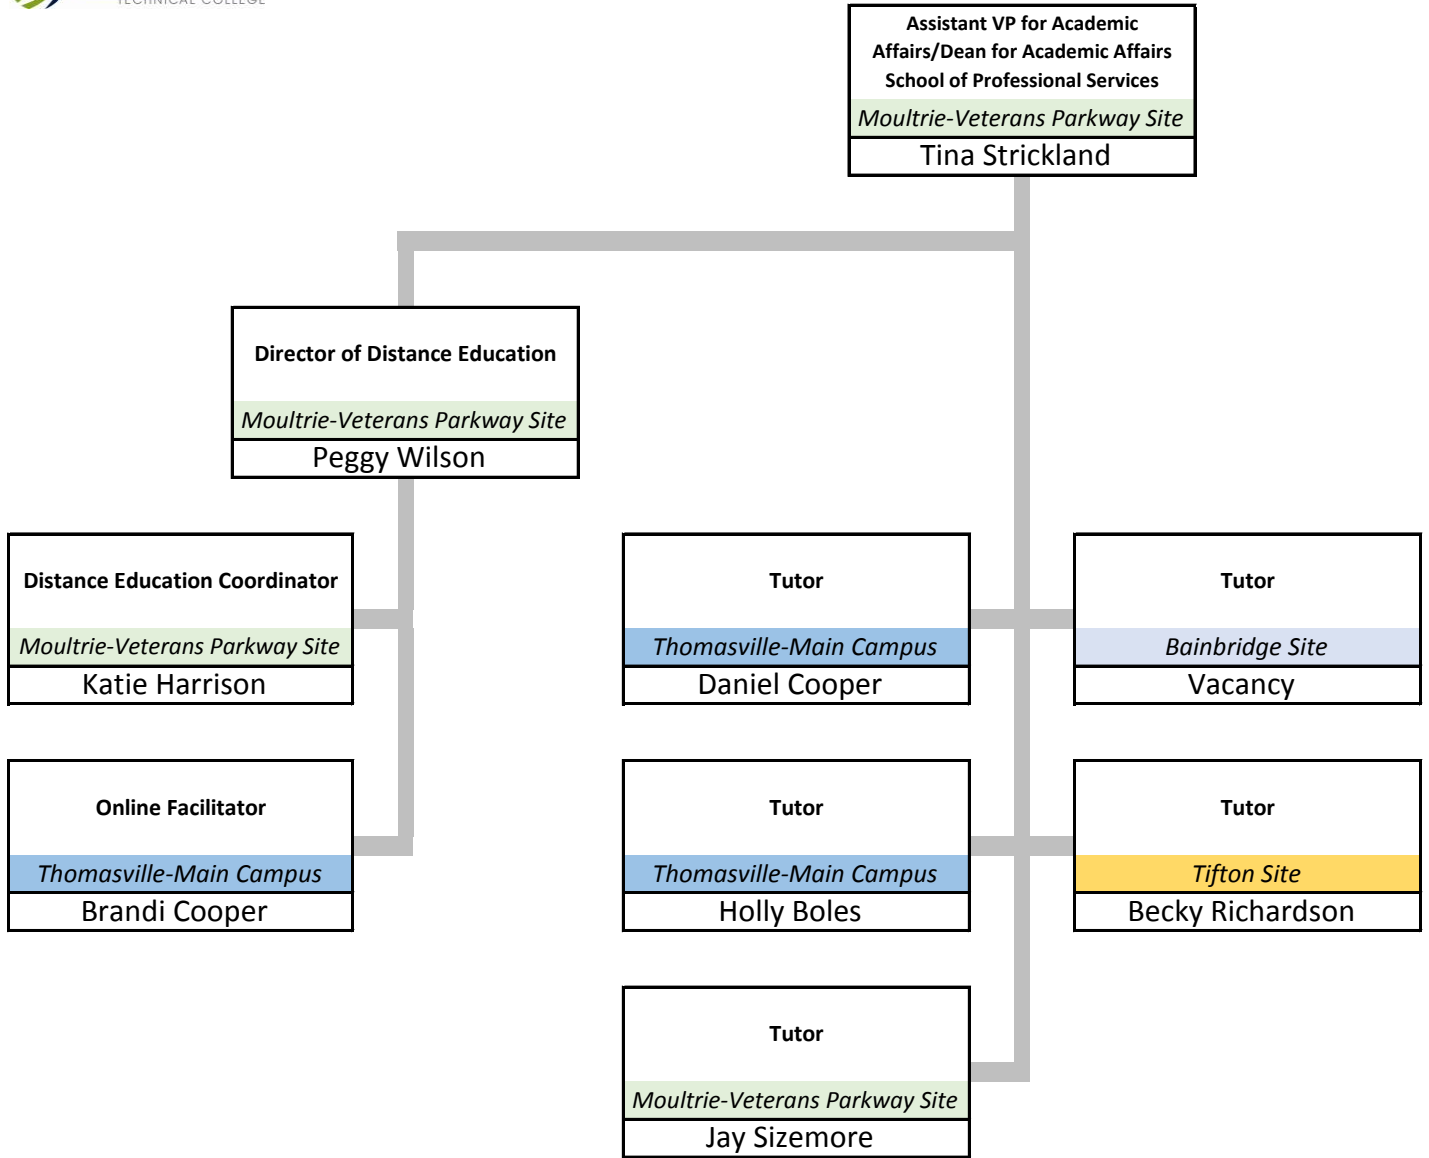 TECHNICAL COLLEGE
Assistant VP for Academic
Affairs/Dean for Academic Affairs
School of Professional Services
Moultrie-Veterans Parkway Site
Tina Strickland
Director of Distance Education
Moultrie-Veterans Parkway Site
Peggy Wilson
Distance Education Coordinator
Moultrie-Veterans Parkway Site
Katie Harrison
Tutor
Thomasville-Main Campus
Daniel Cooper
Tutor
Bainbridge Site
Vacancy
Online Facilitator
Thomasville-Main Campus
Brandi Cooper
Tutor
Thomasville-Main Campus
Holly Boles
Tutor
Tifton Site
Becky Richardson
Tutor
Moultrie-Veterans Parkway Site
Jay Sizemore